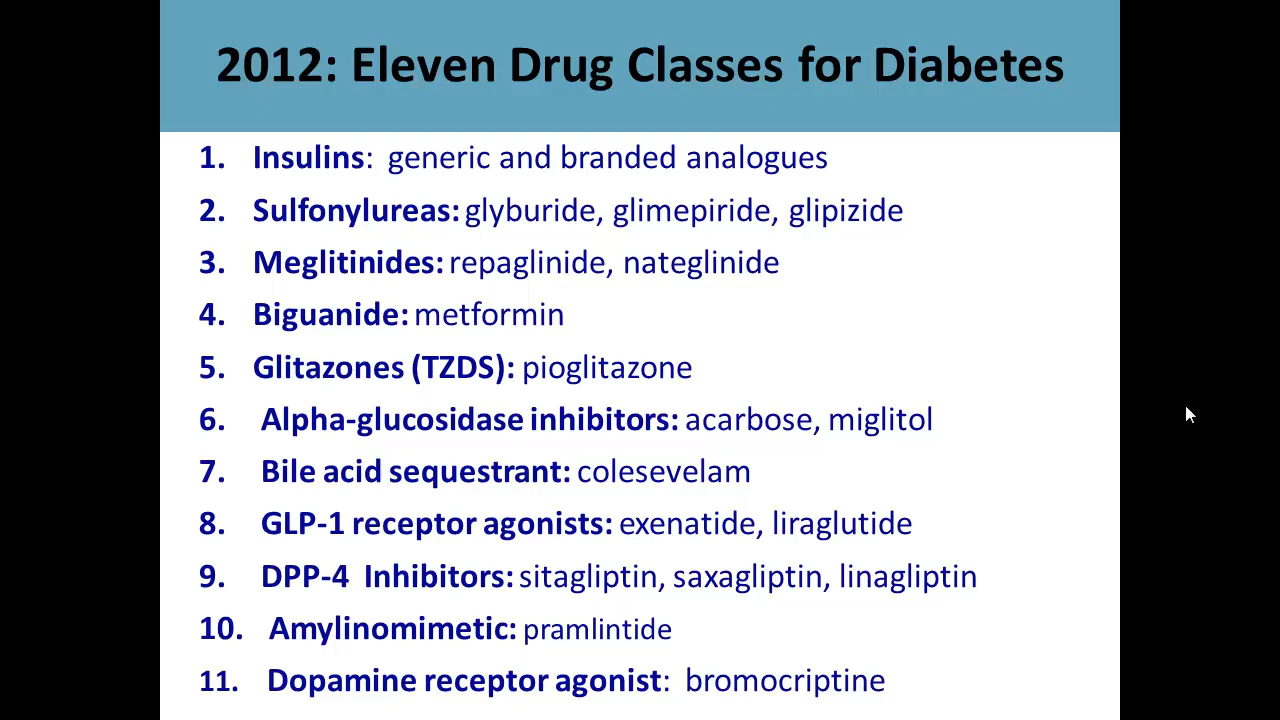 2012: Eleven Drug Classes for Diabetes
1. Insulins: generic and branded analogues
2. Sulfonylureas: glyburide, glimepiride, glipizide
3. Meglitinides: repaglinide, nateglinide
4. Biguanide: metformin
5. Glitazones (TZDS): pioglitazone
6. Alpha-glucosidase inhibitors: acarbose, miglitol
7. Bile acid sequestrant: colesevelam
8. GLP-1 receptor agonists: exenatide, liraglutide
9. DPP-4 Inhibitors: sitagliptin, saxagliptin, linagliptin
10. Amylinomimetic: pramlintide
11. Dopamine receptor agonist: bromocriptine